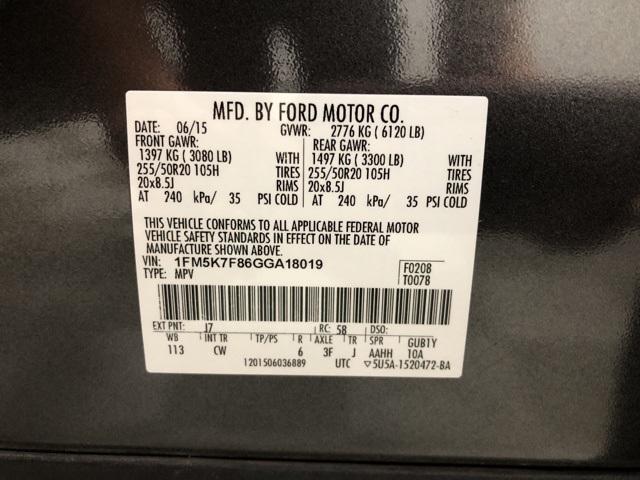 MFD. BY FORD MOTOR CO.
DATE: 06/15 GVWR: 2776 KG ( 6120 LB)
FRONT GAWR: REAR GAWR:
1397 KG ( 3080 LB) WITH 1497 KG ( 3300 LB) WITH
255/50R20 105H TIRES 255/50R20 105H TIRES
20x8.5J RIMS 20x8.5J RIMS
AT 240 kPa/ 35 PSI COLD AT 240 kPa/ 35 PSI COLD
THIS VEHICLE CONFORMS TO ALL APPLICABLE FEDERAL MOTOR
VEHICLE SAFETY STANDARDS IN EFFECT ON THE DATE OF
MANUFACTURE SHOWN ABOVE.
VIN: 1FM5K7F86GGA18019 F0208
TYPE: MPV T0078
EXT PNT: J7 RC: 58 DSO:
WB INT TR TP/PS R AXLE TR SPR GUB1Y
113 CW 6 3F J AAHH 10A
1201506036889 UTC ▽5U5A-1520472-BA